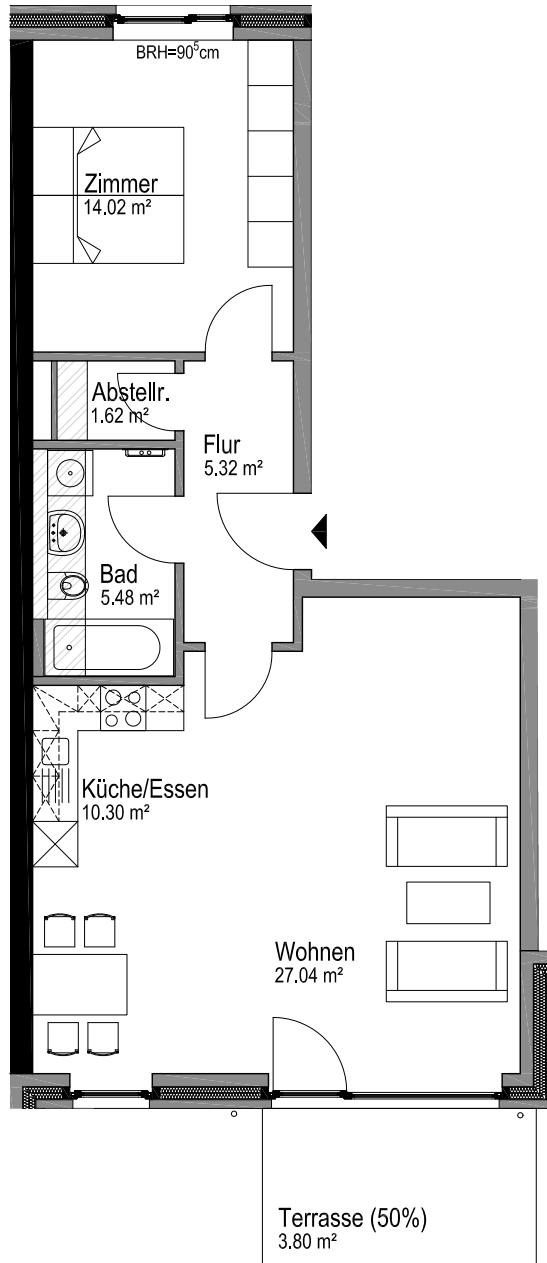 BRH=90⁵cm
Zimmer
14.02 m²
Abstellr.
1.62 m²
Flur
5.32 m²
Bad
5.48 m²
Küche/Essen
10.30 m²
Wohnen
27.04 m²
Terrasse (50%)
3.80 m²